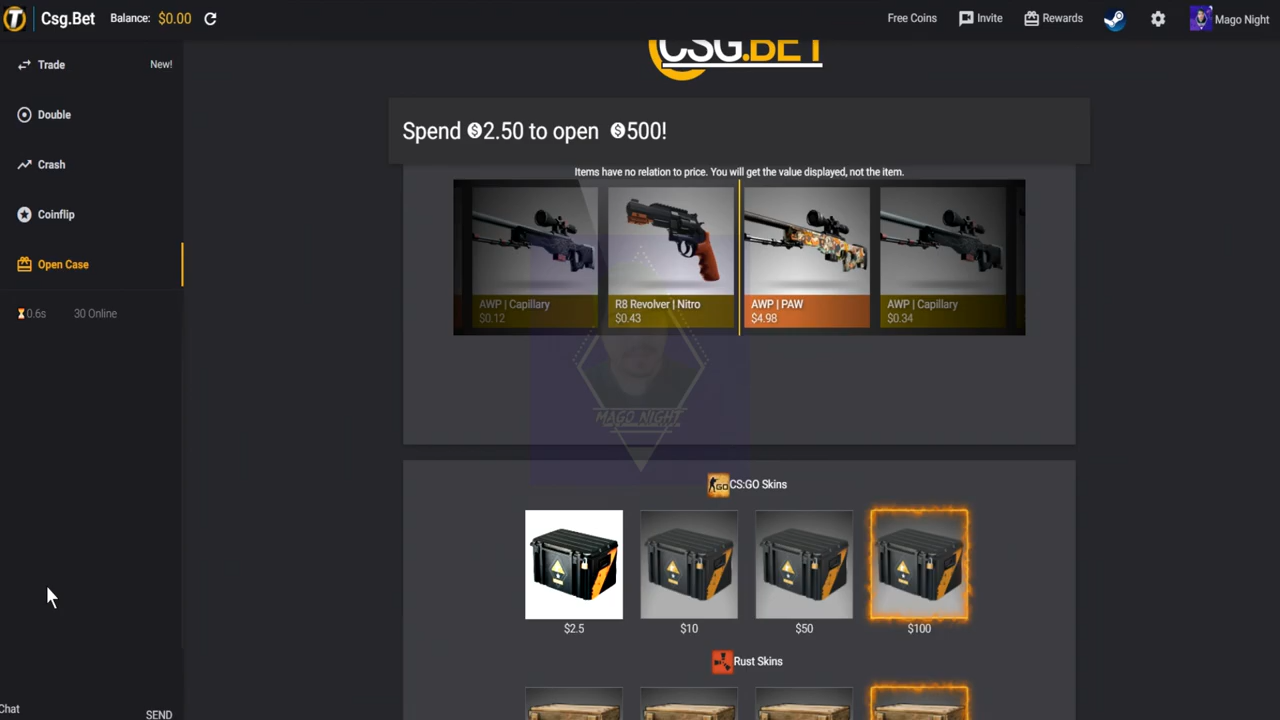 Csg.Bet
Balance: $0.00
Free Coins
Invite
Rewards
Mago Night
Trade
New!
Double
Crash
Coinflip
Open Case
0.6s
30 Online
CSG.BET
Spend $2.50 to open $500!
Items have no relation to price. You will get the value displayed, not the item.
AWP | Capillary
$0.12
R8 Revolver | Nitro
$0.43
AWP | PAW
$4.98
AWP | Capillary
$0.34
MAGO NIGHT
CS:GO Skins
$2.5
$10
$50
$100
Rust Skins
Chat
SEND